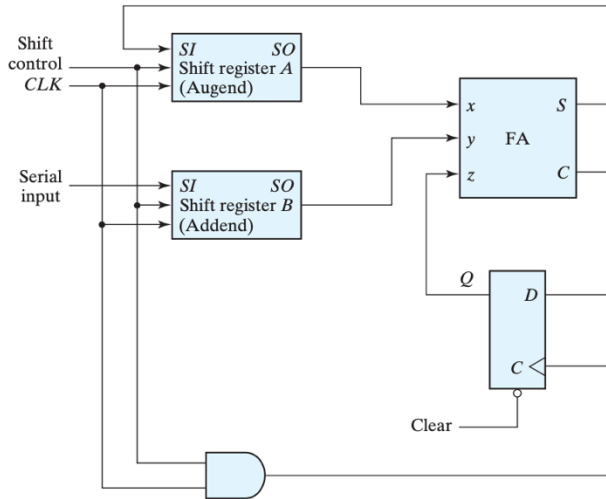 Shift
control
CLK
SI SO
Shift register A
(Augend)
Serial
input
SI SO
Shift register B
(Addend)
x S
y FA
z C
Q
D
C
Clear